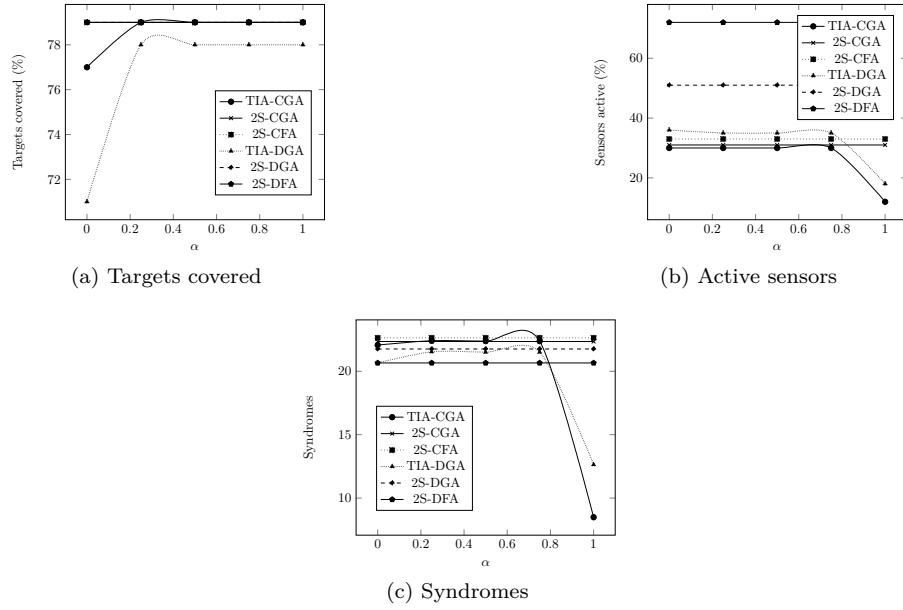 78
76
74
72
Targets covered (%)
0
0.2
0.4
0.6
0.8
1
α
TIA-CGA
2S-CGA
2S-CFA
TIA-DGA
2S-DGA
2S-DFA
(a) Targets covered
60
40
20
Sensors active (%)
0
0.2
0.4
0.6
0.8
1
α
TIA-CGA
2S-CGA
2S-CFA
TIA-DGA
2S-DGA
2S-DFA
(b) Active sensors
20
15
10
Syndromes
0
0.2
0.4
0.6
0.8
1
α
TIA-CGA
2S-CGA
2S-CFA
TIA-DGA
2S-DGA
2S-DFA
(c) Syndromes